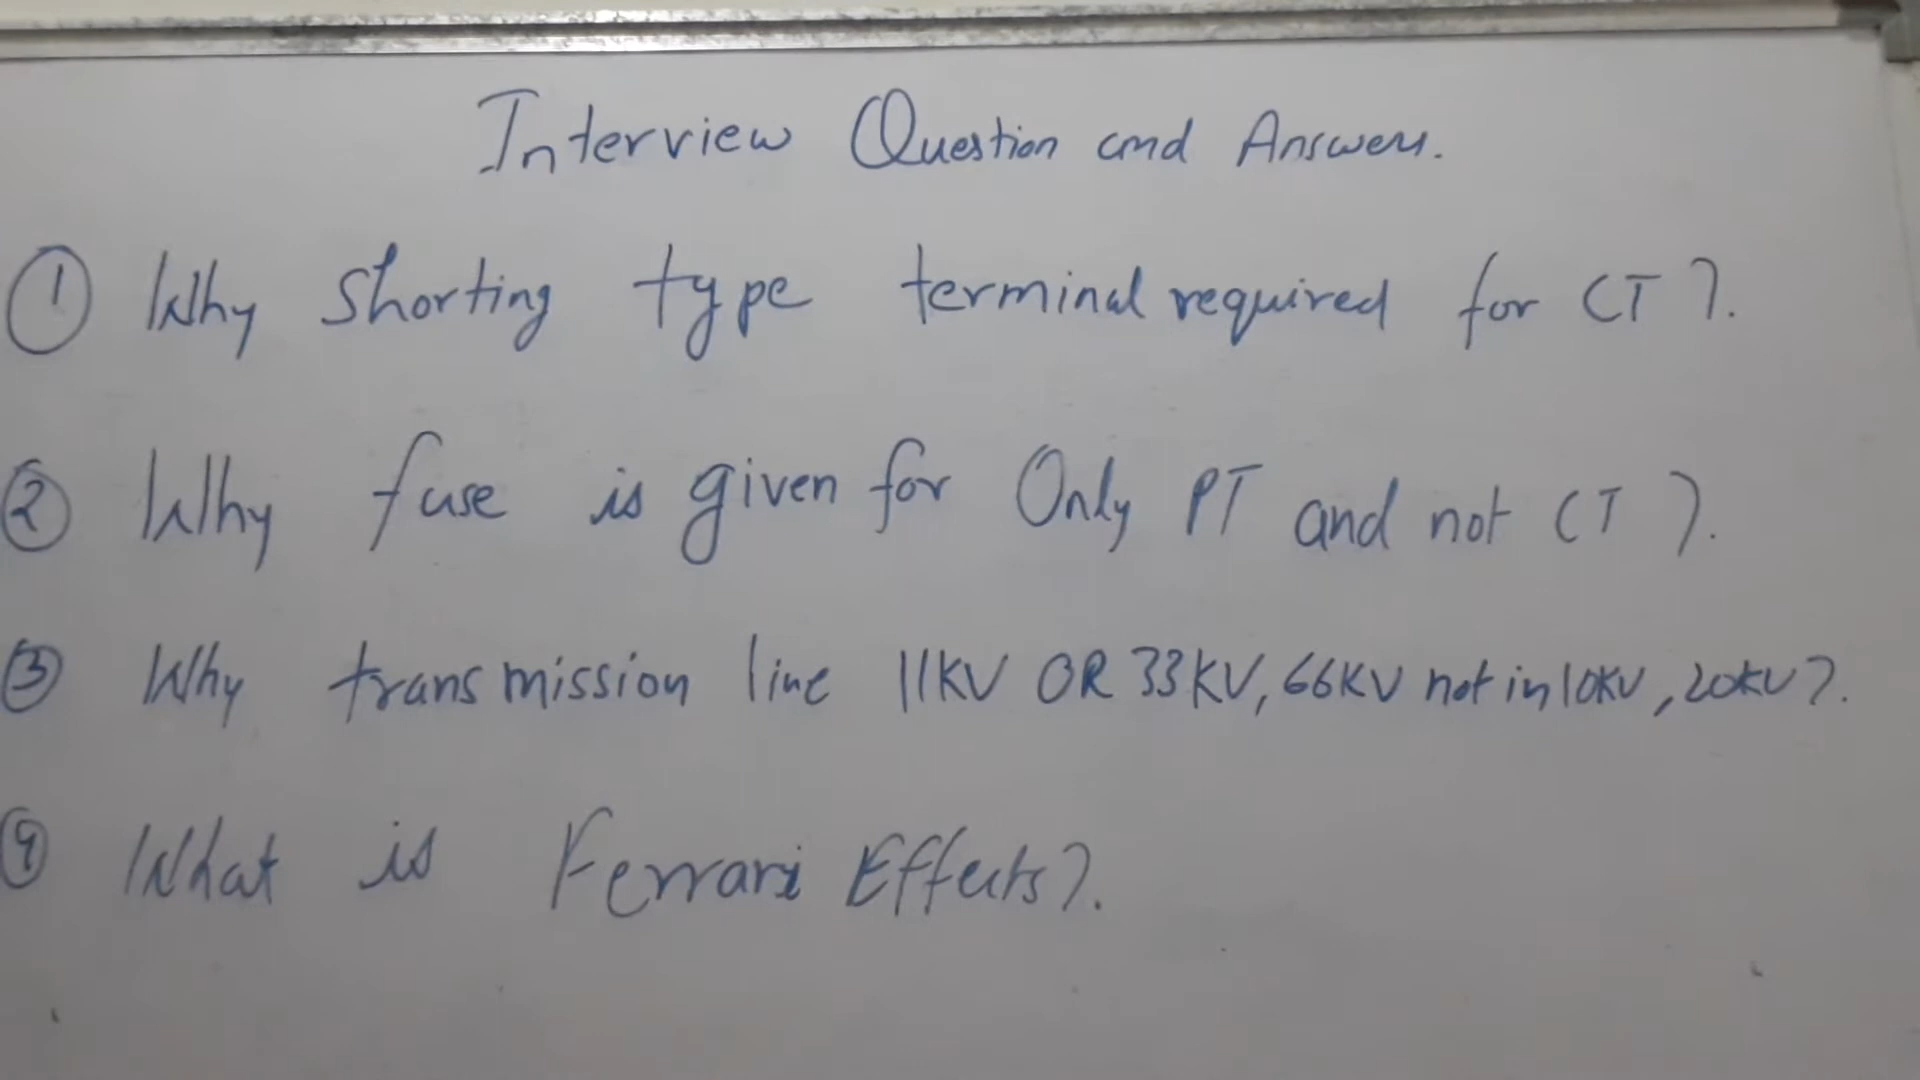 Interview Question and Answers.
① Why shorting type terminal required for CT?.
② Why fuse is given for Only PT and not CT?.
③ Why transmission line 11KV OR 33KV, 66KV not in 10KV, 20KV?.
④ What is Ferrari Effects?.